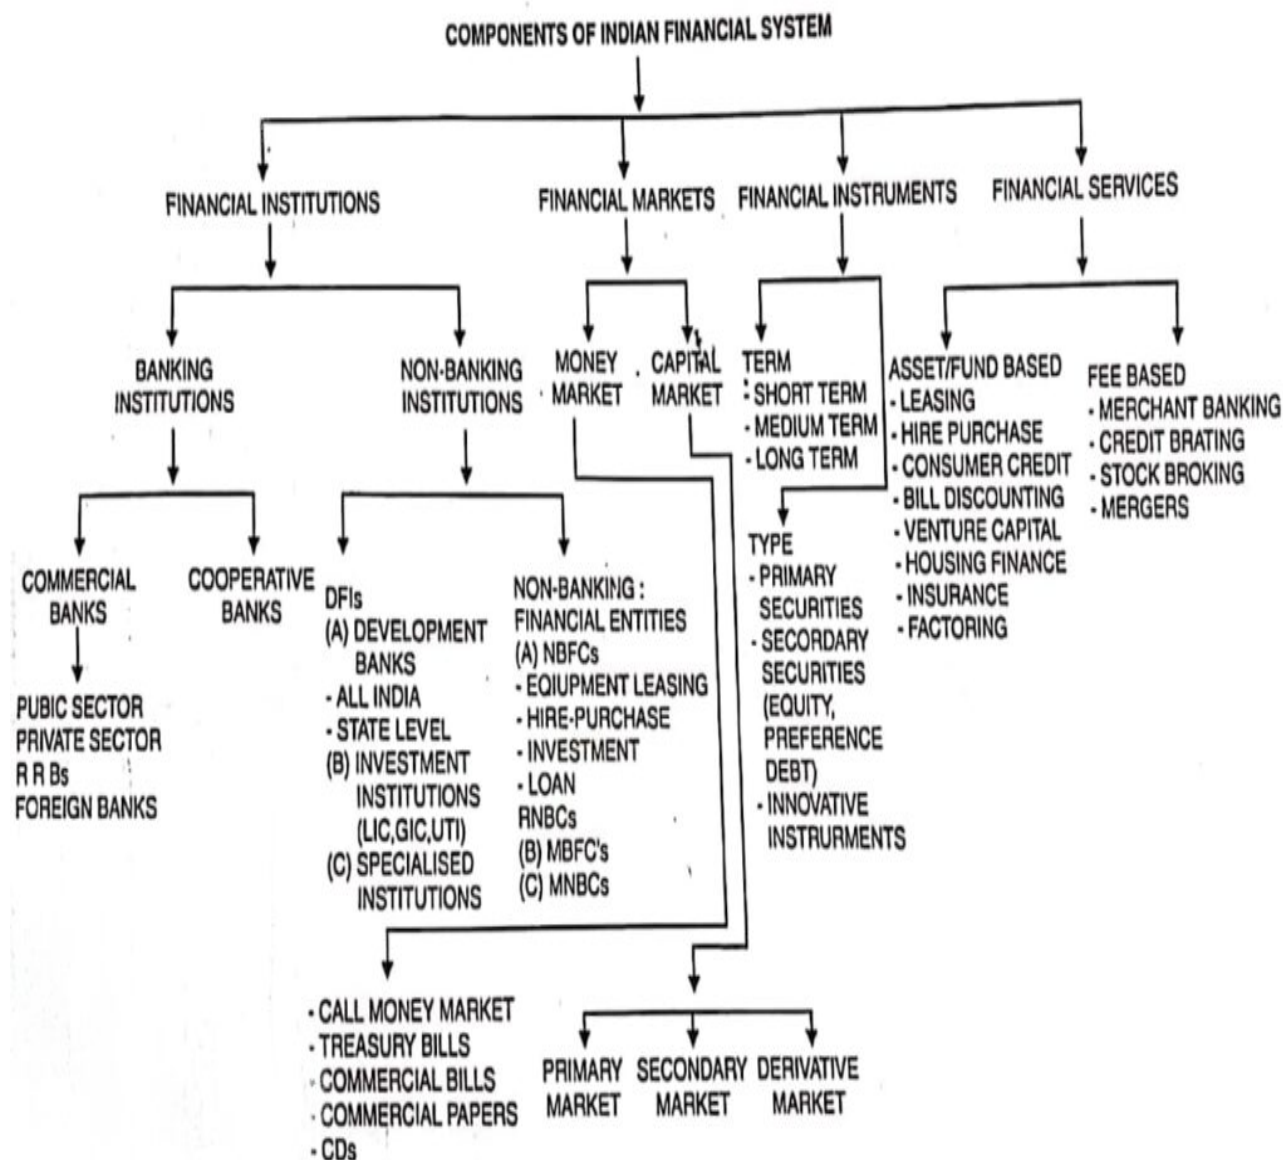 COMPONENTS OF INDIAN FINANCIAL SYSTEM
FINANCIAL INSTITUTIONS
FINANCIAL MARKETS
FINANCIAL INSTRUMENTS
FINANCIAL SERVICES
BANKING
INSTITUTIONS
NON-BANKING
INSTITUTIONS
MONEY
MARKET
CAPITAL
MARKET
TERM
- SHORT TERM
- MEDIUM TERM
- LONG TERM
TYPE
- PRIMARY
SECURITIES
- SECORDARY
SECURITIES
(EQUITY,
PREFERENCE
DEBT)
- INNOVATIVE
INSTRURMENTS
ASSET/FUND BASED
- LEASING
- HIRE PURCHASE
- CONSUMER CREDIT
- BILL DISCOUNTING
- VENTURE CAPITAL
- HOUSING FINANCE
- INSURANCE
- FACTORING
FEE BASED
- MERCHANT BANKING
- CREDIT BRATING
- STOCK BROKING
- MERGERS
COMMERCIAL
BANKS
COOPERATIVE
BANKS
PUBIC SECTOR
PRIVATE SECTOR
R R Bs
FOREIGN BANKS
DFIs
(A) DEVELOPMENT
BANKS
- ALL INDIA
- STATE LEVEL
(B) INVESTMENT
INSTITUTIONS
(LIC,GIC,UTI)
(C) SPECIALISED
INSTITUTIONS
NON-BANKING :
FINANCIAL ENTITIES
(A) NBFCs
- EQIUPMENT LEASING
- HIRE-PURCHASE
- INVESTMENT
- LOAN
RNBCs
(B) MBFC's
(C) MNBCs
- CALL MONEY MARKET
- TREASURY BILLS
- COMMERCIAL BILLS
- COMMERCIAL PAPERS
- CDs
PRIMARY
MARKET
SECONDARY
MARKET
DERIVATIVE
MARKET